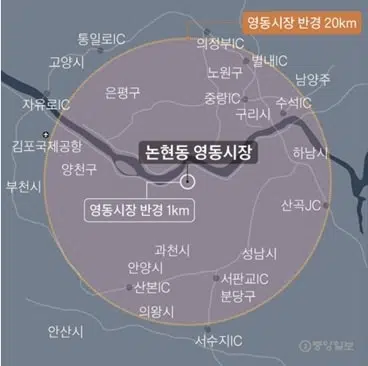 영동시장 반경 20km
통일로IC
의정부IC
고양시
별내IC
노원구
남양주
은평구
중랑IC
수석IC
자유로IC
구리시
김포국제공항
논현동 영동시장
하남시
양천구
부천시
영동시장 반경 1km
산곡JC
과천시
성남시
안양시
서판교IC
산본IC
분당구
의왕시
안산시
서수지IC
중앙일보